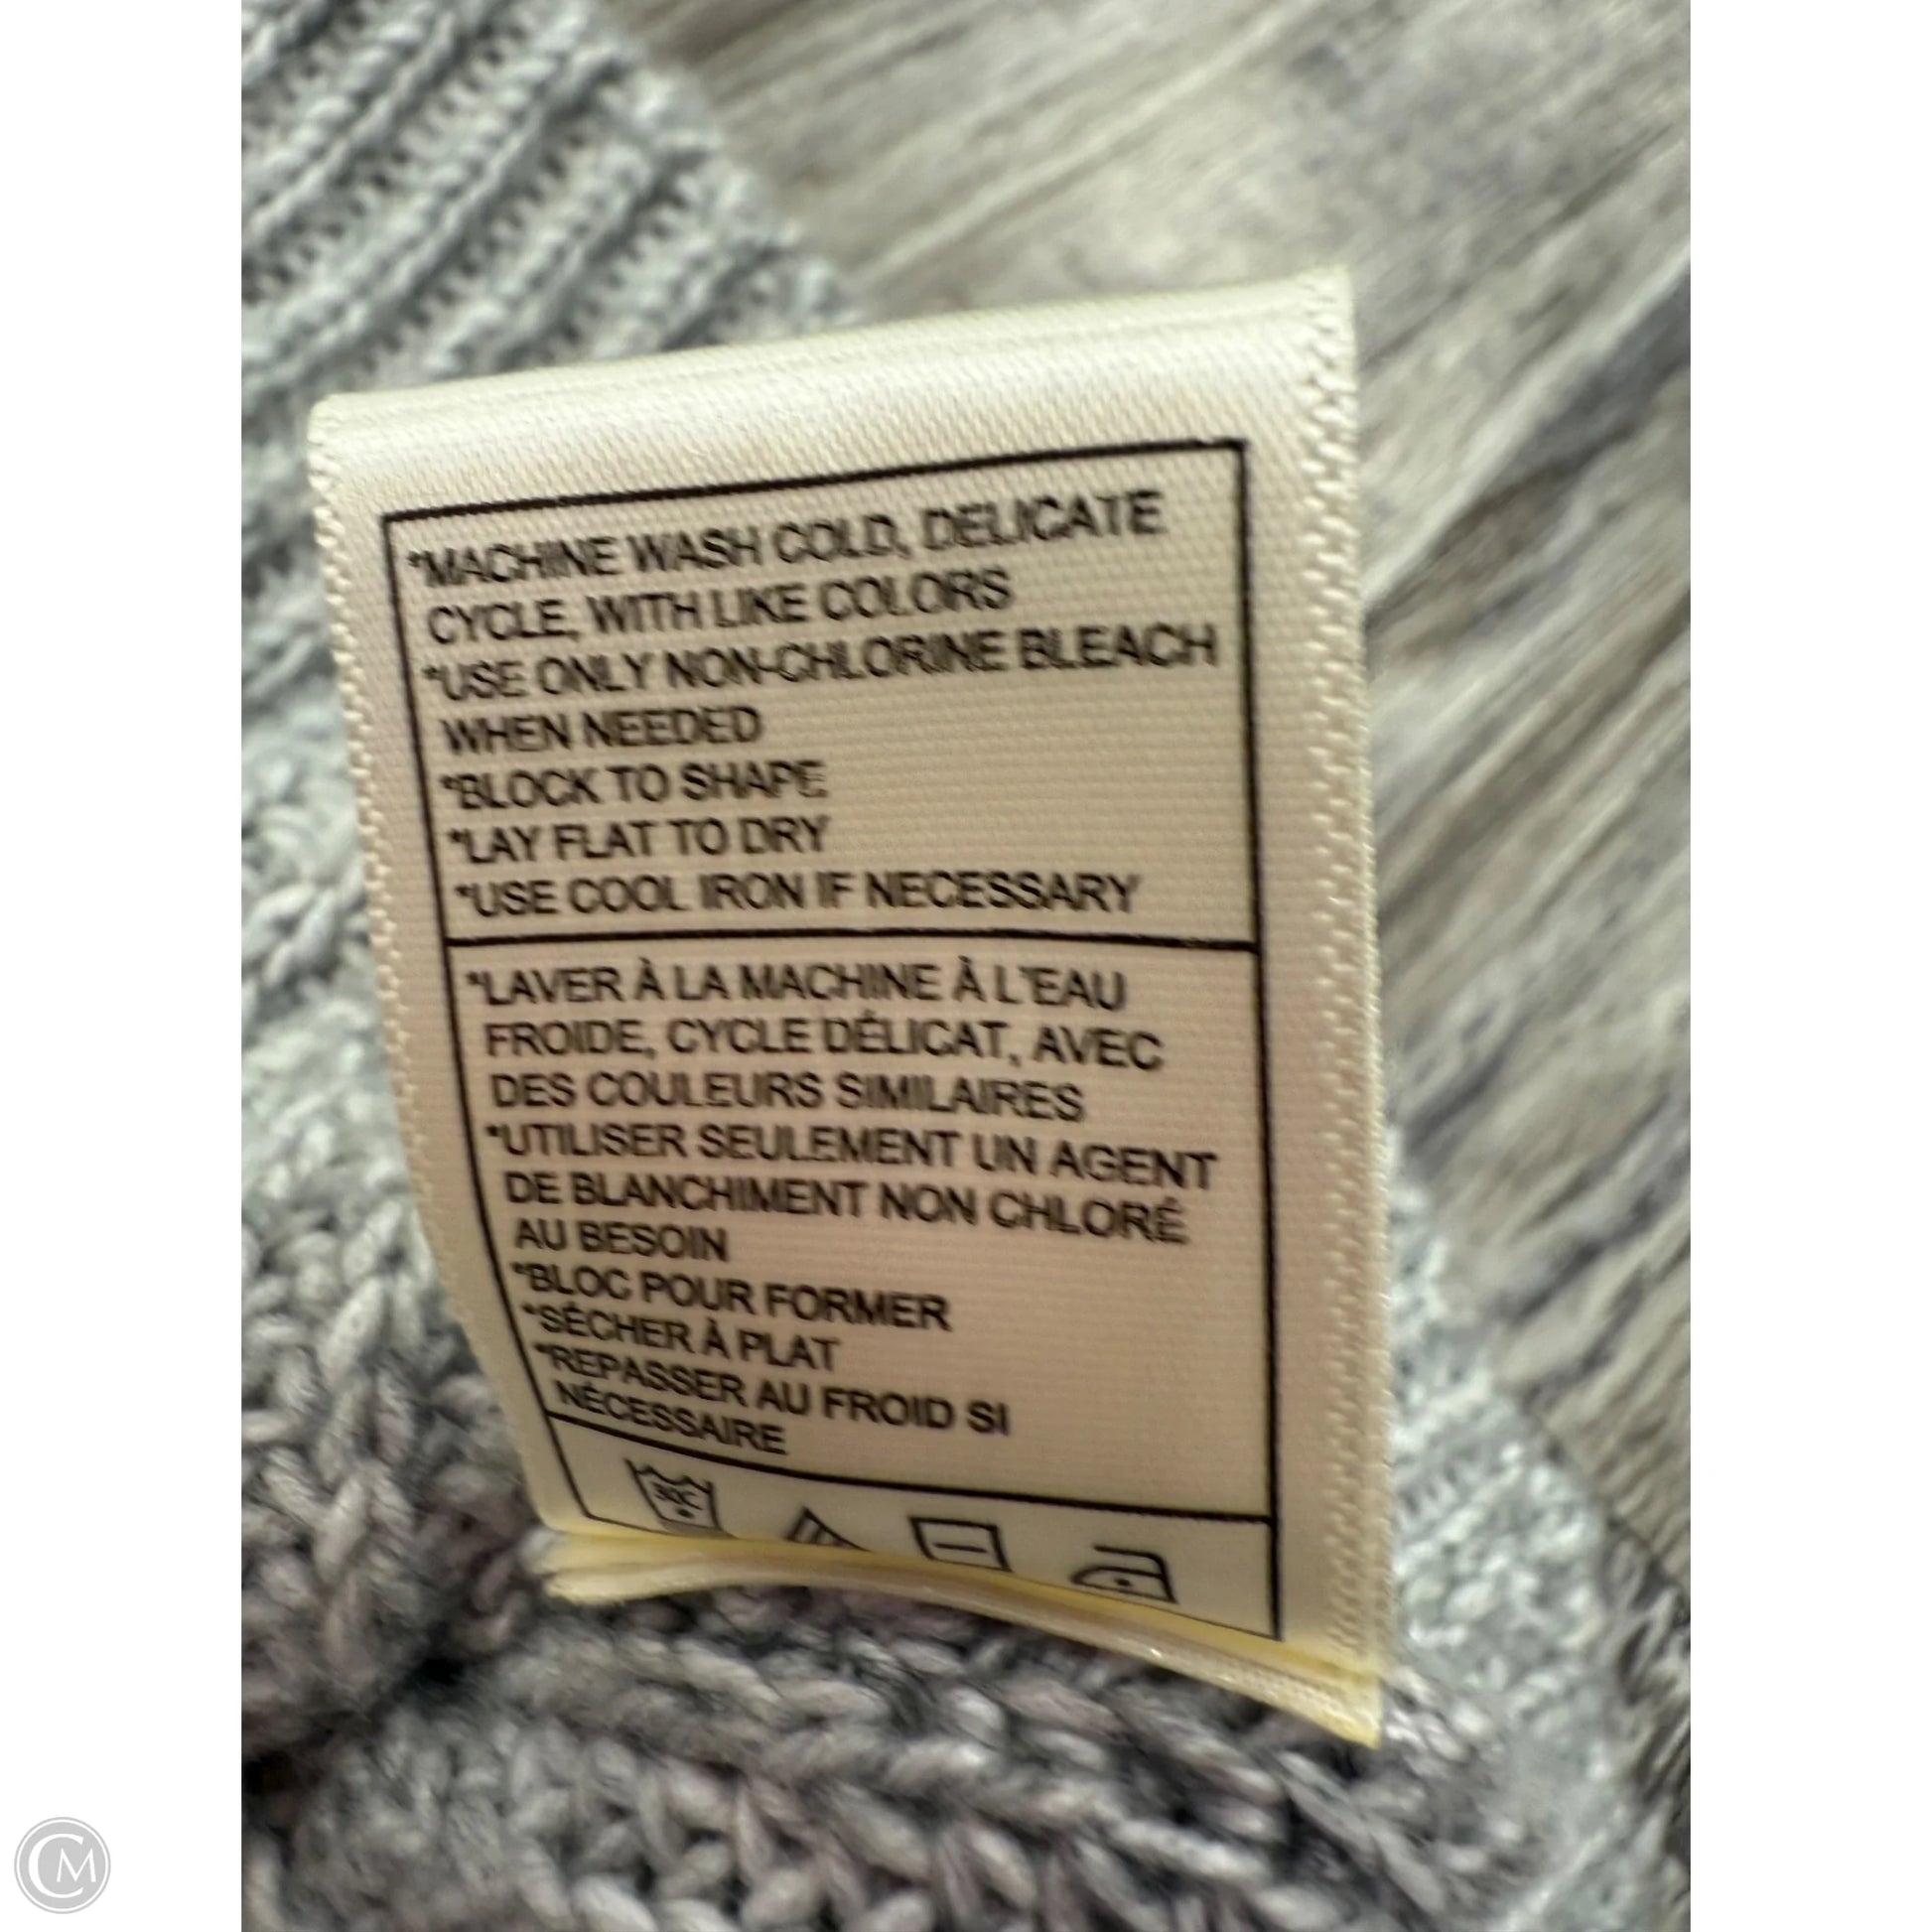 *MACHINE WASH COLD, DELICATE
CYCLE, WITH LIKE COLORS
*USE ONLY NON-CHLORINE BLEACH
WHEN NEEDED
*BLOCK TO SHAPE
*LAY FLAT TO DRY
*USE COOL IRON IF NECESSARY
*LAVER À LA MACHINE À L'EAU
FROIDE, CYCLE DÉLICAT, AVEC
DES COULEURS SIMILAIRES
*UTILISER SEULEMENT UN AGENT
DE BLANCHIMENT NON CHLORÉ
AU BESOIN
*BLOC POUR FORMER
*SÉCHER À PLAT
*REPASSER AU FROID SI
NÉCESSAIRE
30C
CM